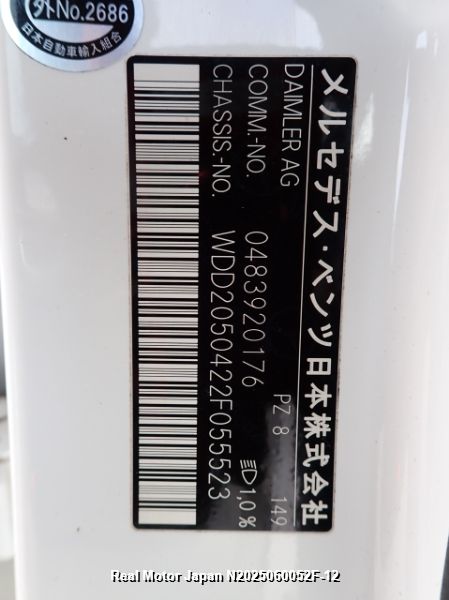 外No.2686
日本自動車輸入組合
メルセデス・ベンツ日本株式会社
DAIMLER AG
PZ 8 149
COMM.-NO. 0483920176
1,0%
CHASSIS.-NO. WDD2050422F055523
Real Motor Japan N2025060052F-12